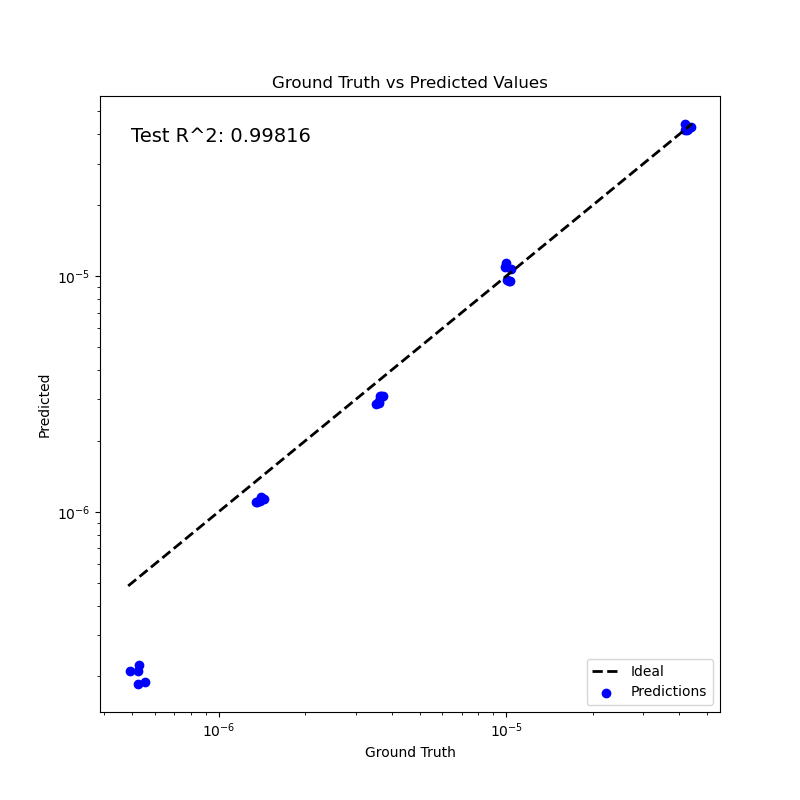 Ground Truth vs Predicted Values
Test R^2: 0.99816
Predicted
10⁻⁵
10⁻⁶
10⁻⁶
10⁻⁵
Ground Truth
Ideal
Predictions